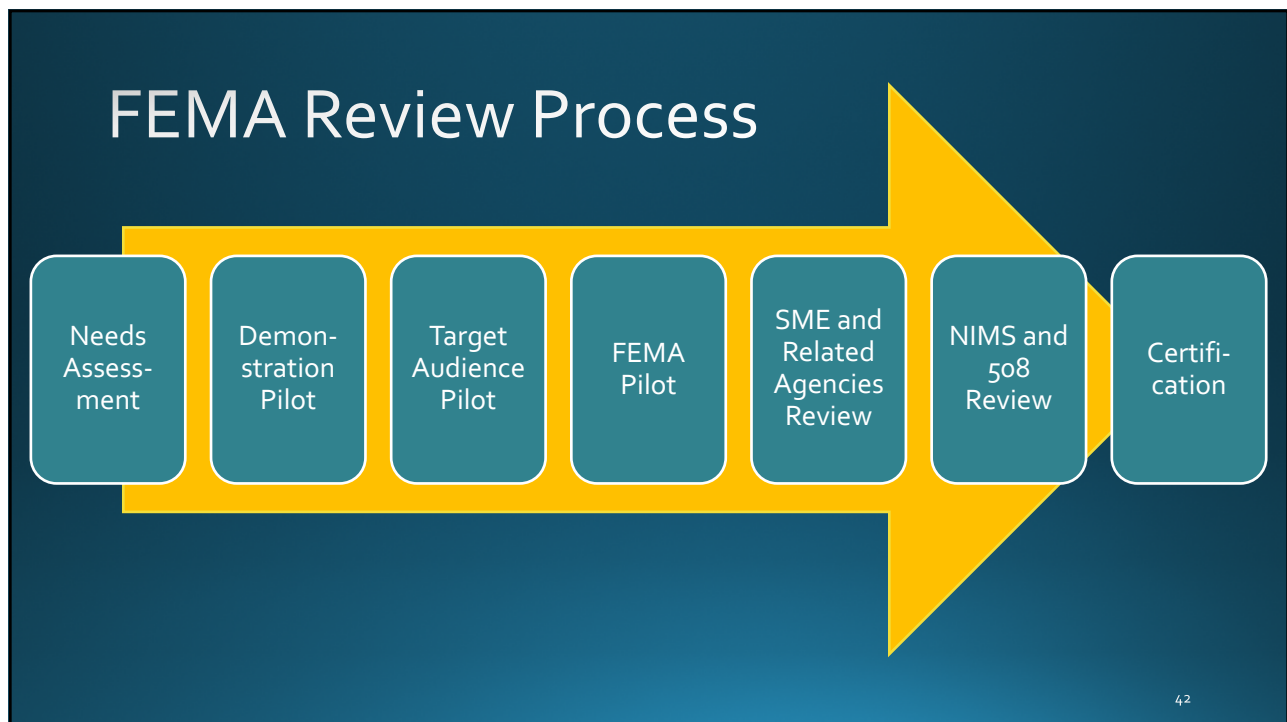 FEMA Review Process
Needs
Assess-
ment
Demon-
stration
Pilot
Target
Audience
Pilot
FEMA
Pilot
SME and
Related
Agencies
Review
NIMS and
508
Review
Certifi-
cation
42